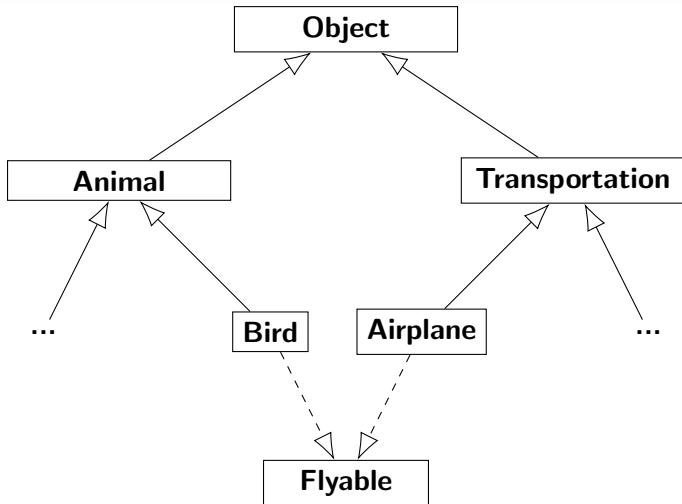 Object
Animal
Transportation
...
Bird
Airplane
...
Flyable